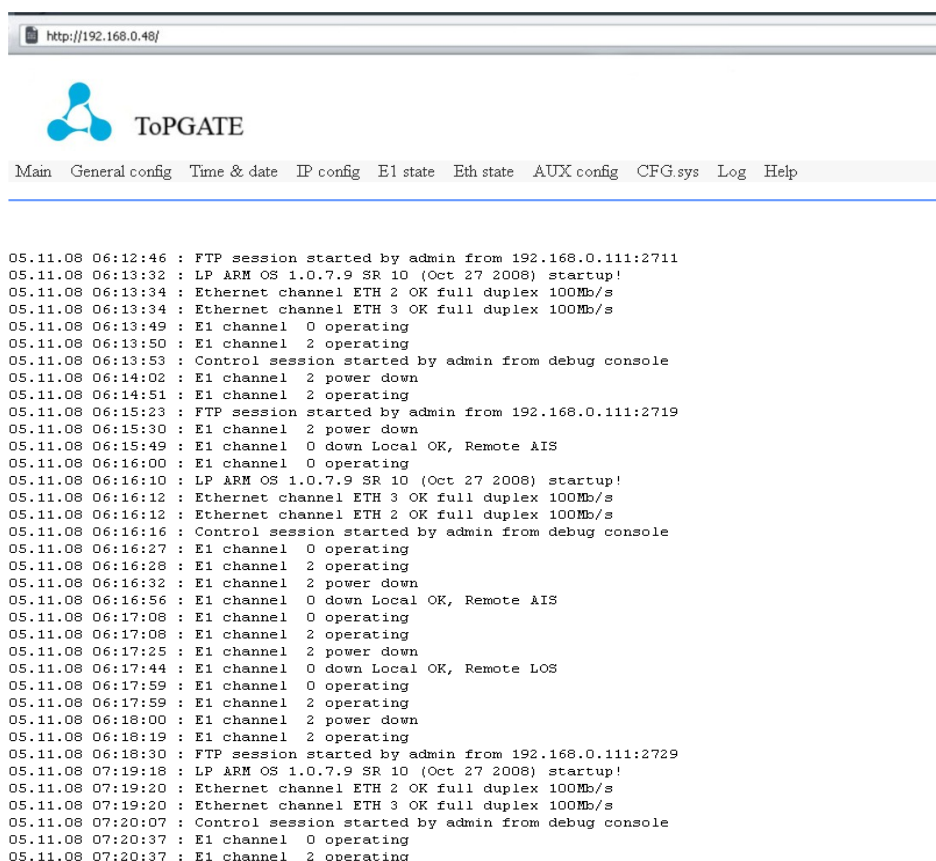 http://192.168.0.48/
ToPGATE
Main General config Time & date IP config E1 state Eth state AUX config CFG.sys Log Help
05.11.08 06:12:46 : FTP session started by admin from 192.168.0.111:2711
05.11.08 06:13:32 : LP ARM OS 1.0.7.9 SR 10 (Oct 27 2008) startup!
05.11.08 06:13:34 : Ethernet channel ETH 2 OK full duplex 100Mb/s
05.11.08 06:13:34 : Ethernet channel ETH 3 OK full duplex 100Mb/s
05.11.08 06:13:49 : E1 channel  0 operating
05.11.08 06:13:50 : E1 channel  2 operating
05.11.08 06:13:53 : Control session started by admin from debug console
05.11.08 06:14:02 : E1 channel  2 power down
05.11.08 06:14:51 : E1 channel  2 operating
05.11.08 06:15:23 : FTP session started by admin from 192.168.0.111:2719
05.11.08 06:15:30 : E1 channel  2 power down
05.11.08 06:15:49 : E1 channel  0 down Local OK, Remote AIS
05.11.08 06:16:00 : E1 channel  0 operating
05.11.08 06:16:10 : LP ARM OS 1.0.7.9 SR 10 (Oct 27 2008) startup!
05.11.08 06:16:12 : Ethernet channel ETH 3 OK full duplex 100Mb/s
05.11.08 06:16:12 : Ethernet channel ETH 2 OK full duplex 100Mb/s
05.11.08 06:16:16 : Control session started by admin from debug console
05.11.08 06:16:27 : E1 channel  0 operating
05.11.08 06:16:28 : E1 channel  2 operating
05.11.08 06:16:32 : E1 channel  2 power down
05.11.08 06:16:56 : E1 channel  0 down Local OK, Remote AIS
05.11.08 06:17:08 : E1 channel  0 operating
05.11.08 06:17:08 : E1 channel  2 operating
05.11.08 06:17:25 : E1 channel  2 power down
05.11.08 06:17:44 : E1 channel  0 down Local OK, Remote LOS
05.11.08 06:17:59 : E1 channel  0 operating
05.11.08 06:17:59 : E1 channel  2 operating
05.11.08 06:18:00 : E1 channel  2 power down
05.11.08 06:18:19 : E1 channel  2 operating
05.11.08 06:18:30 : FTP session started by admin from 192.168.0.111:2729
05.11.08 07:19:18 : LP ARM OS 1.0.7.9 SR 10 (Oct 27 2008) startup!
05.11.08 07:19:20 : Ethernet channel ETH 2 OK full duplex 100Mb/s
05.11.08 07:19:20 : Ethernet channel ETH 3 OK full duplex 100Mb/s
05.11.08 07:20:07 : Control session started by admin from debug console
05.11.08 07:20:37 : E1 channel  0 operating
05.11.08 07:20:37 : E1 channel  2 operating